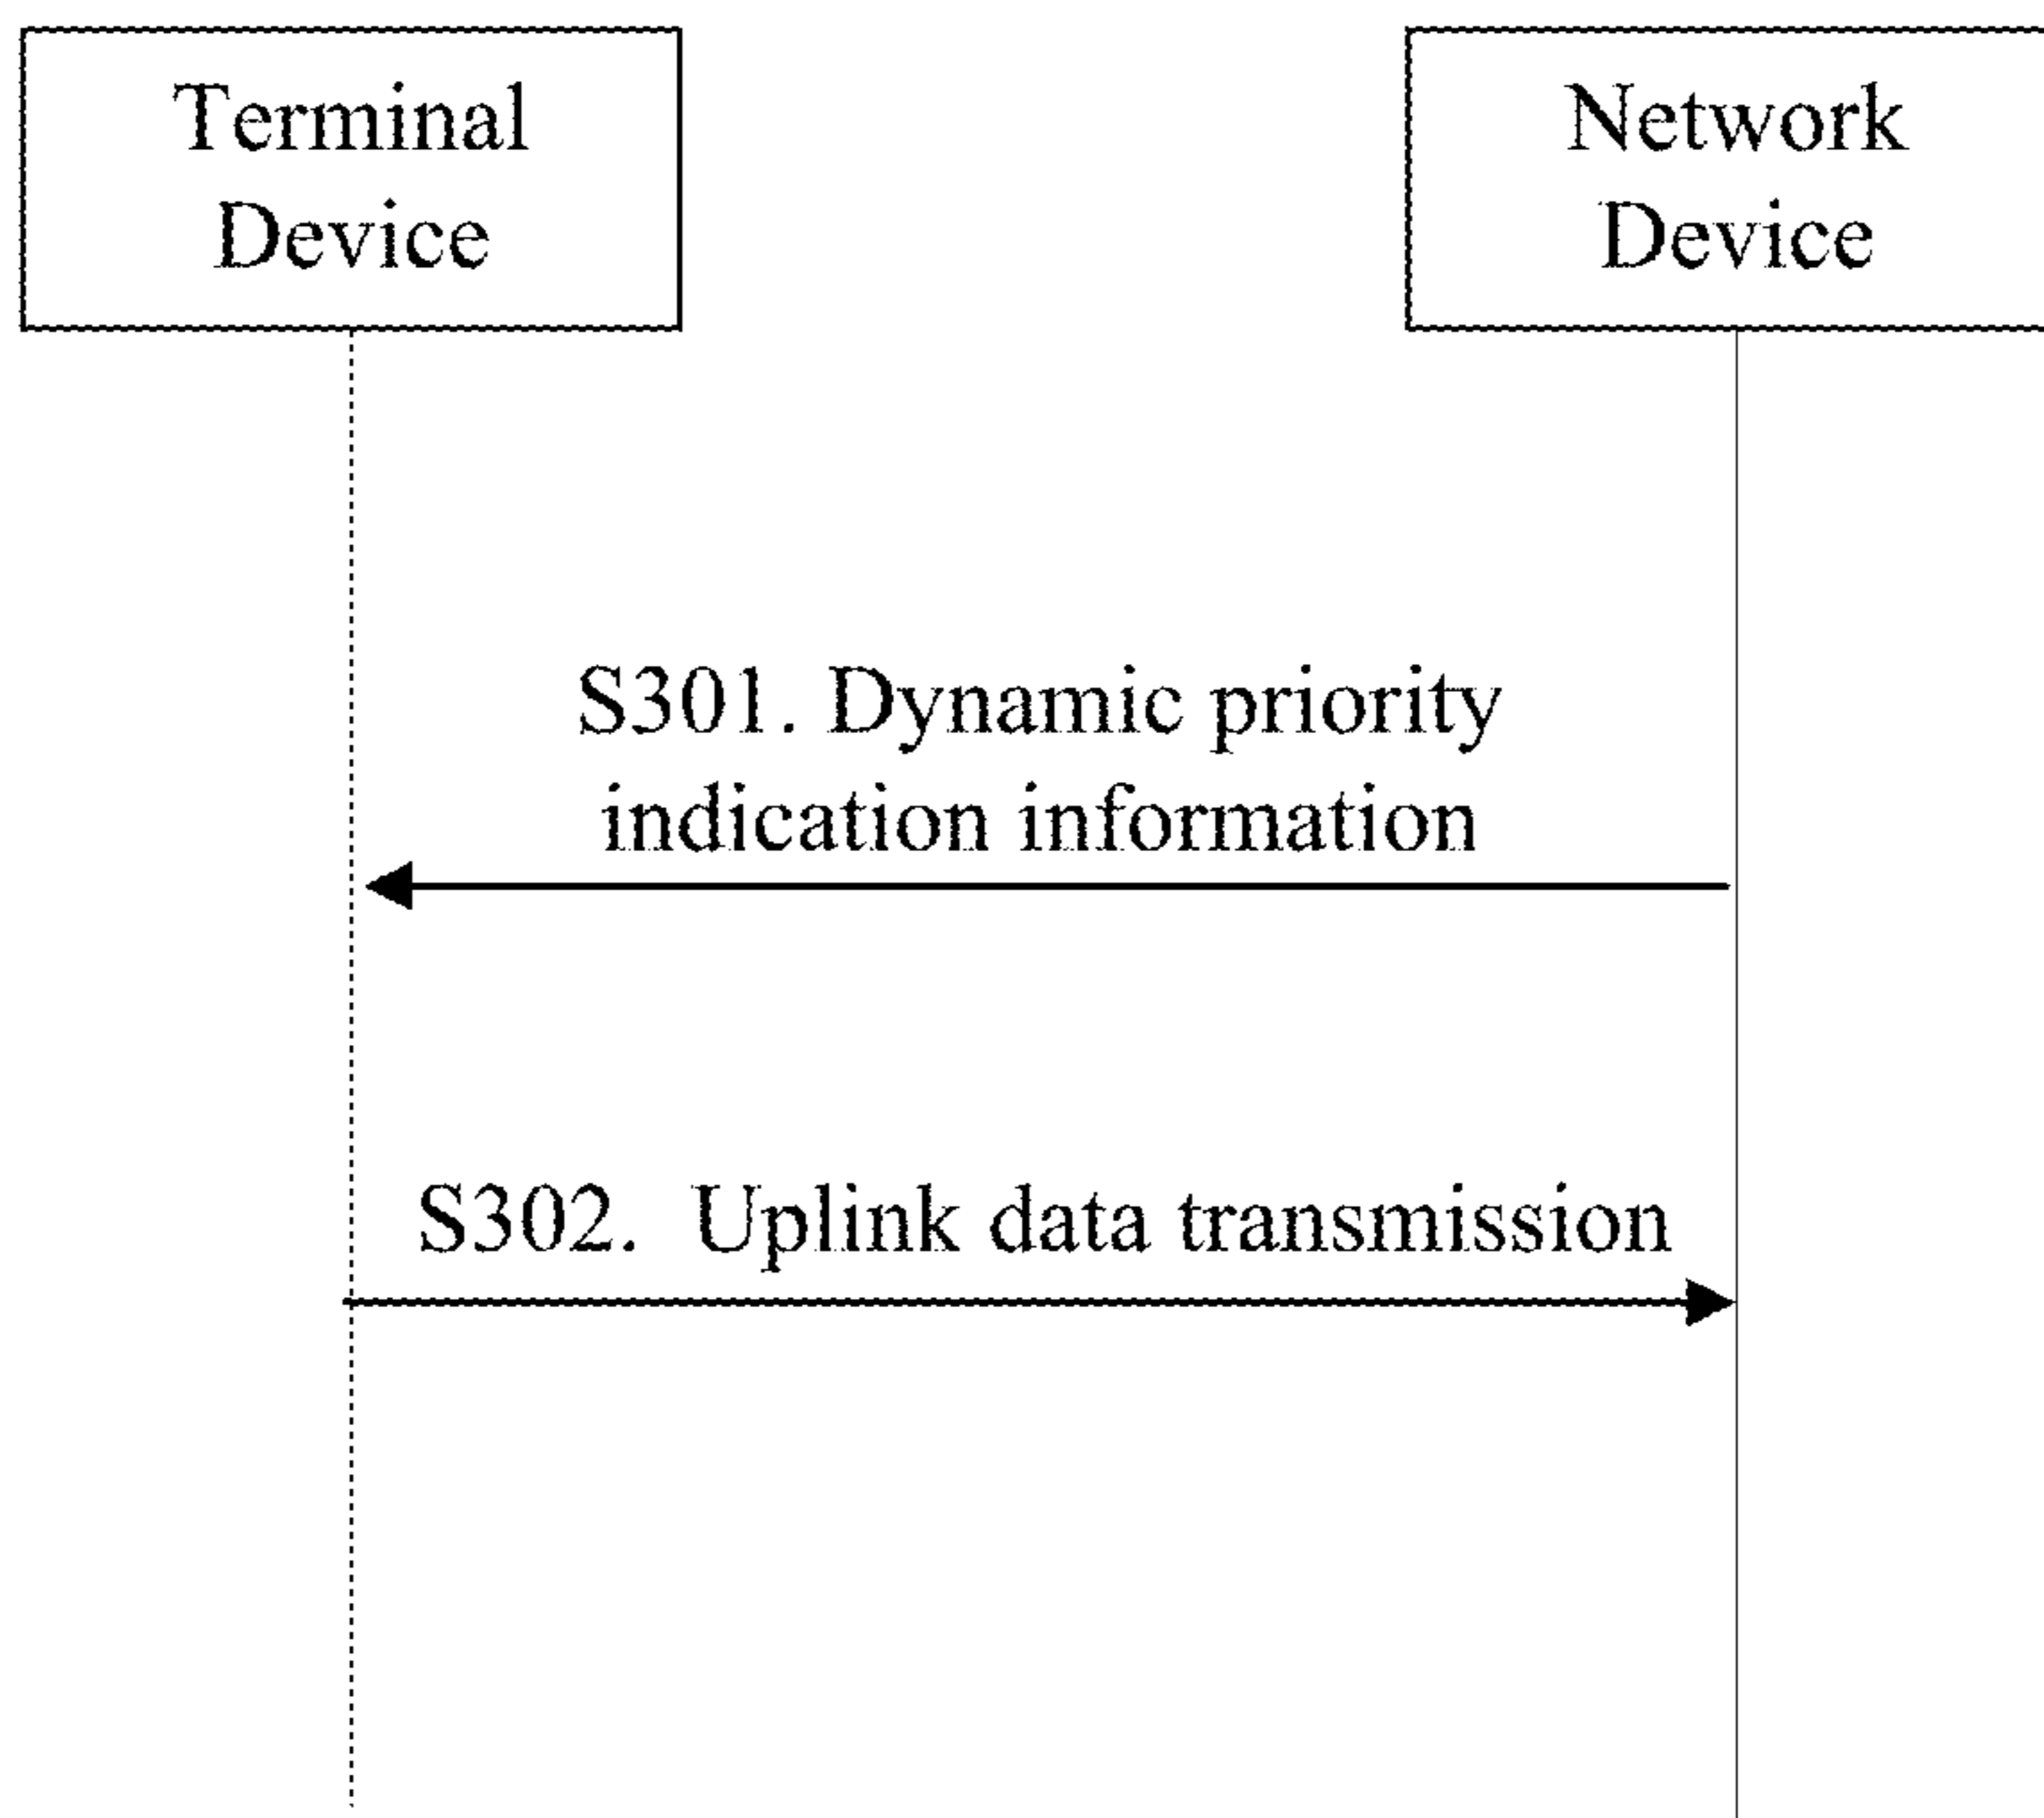 Terminal
Device
Network
Device
S301. Dynamic priority
indication information
S302. Uplink data transmission